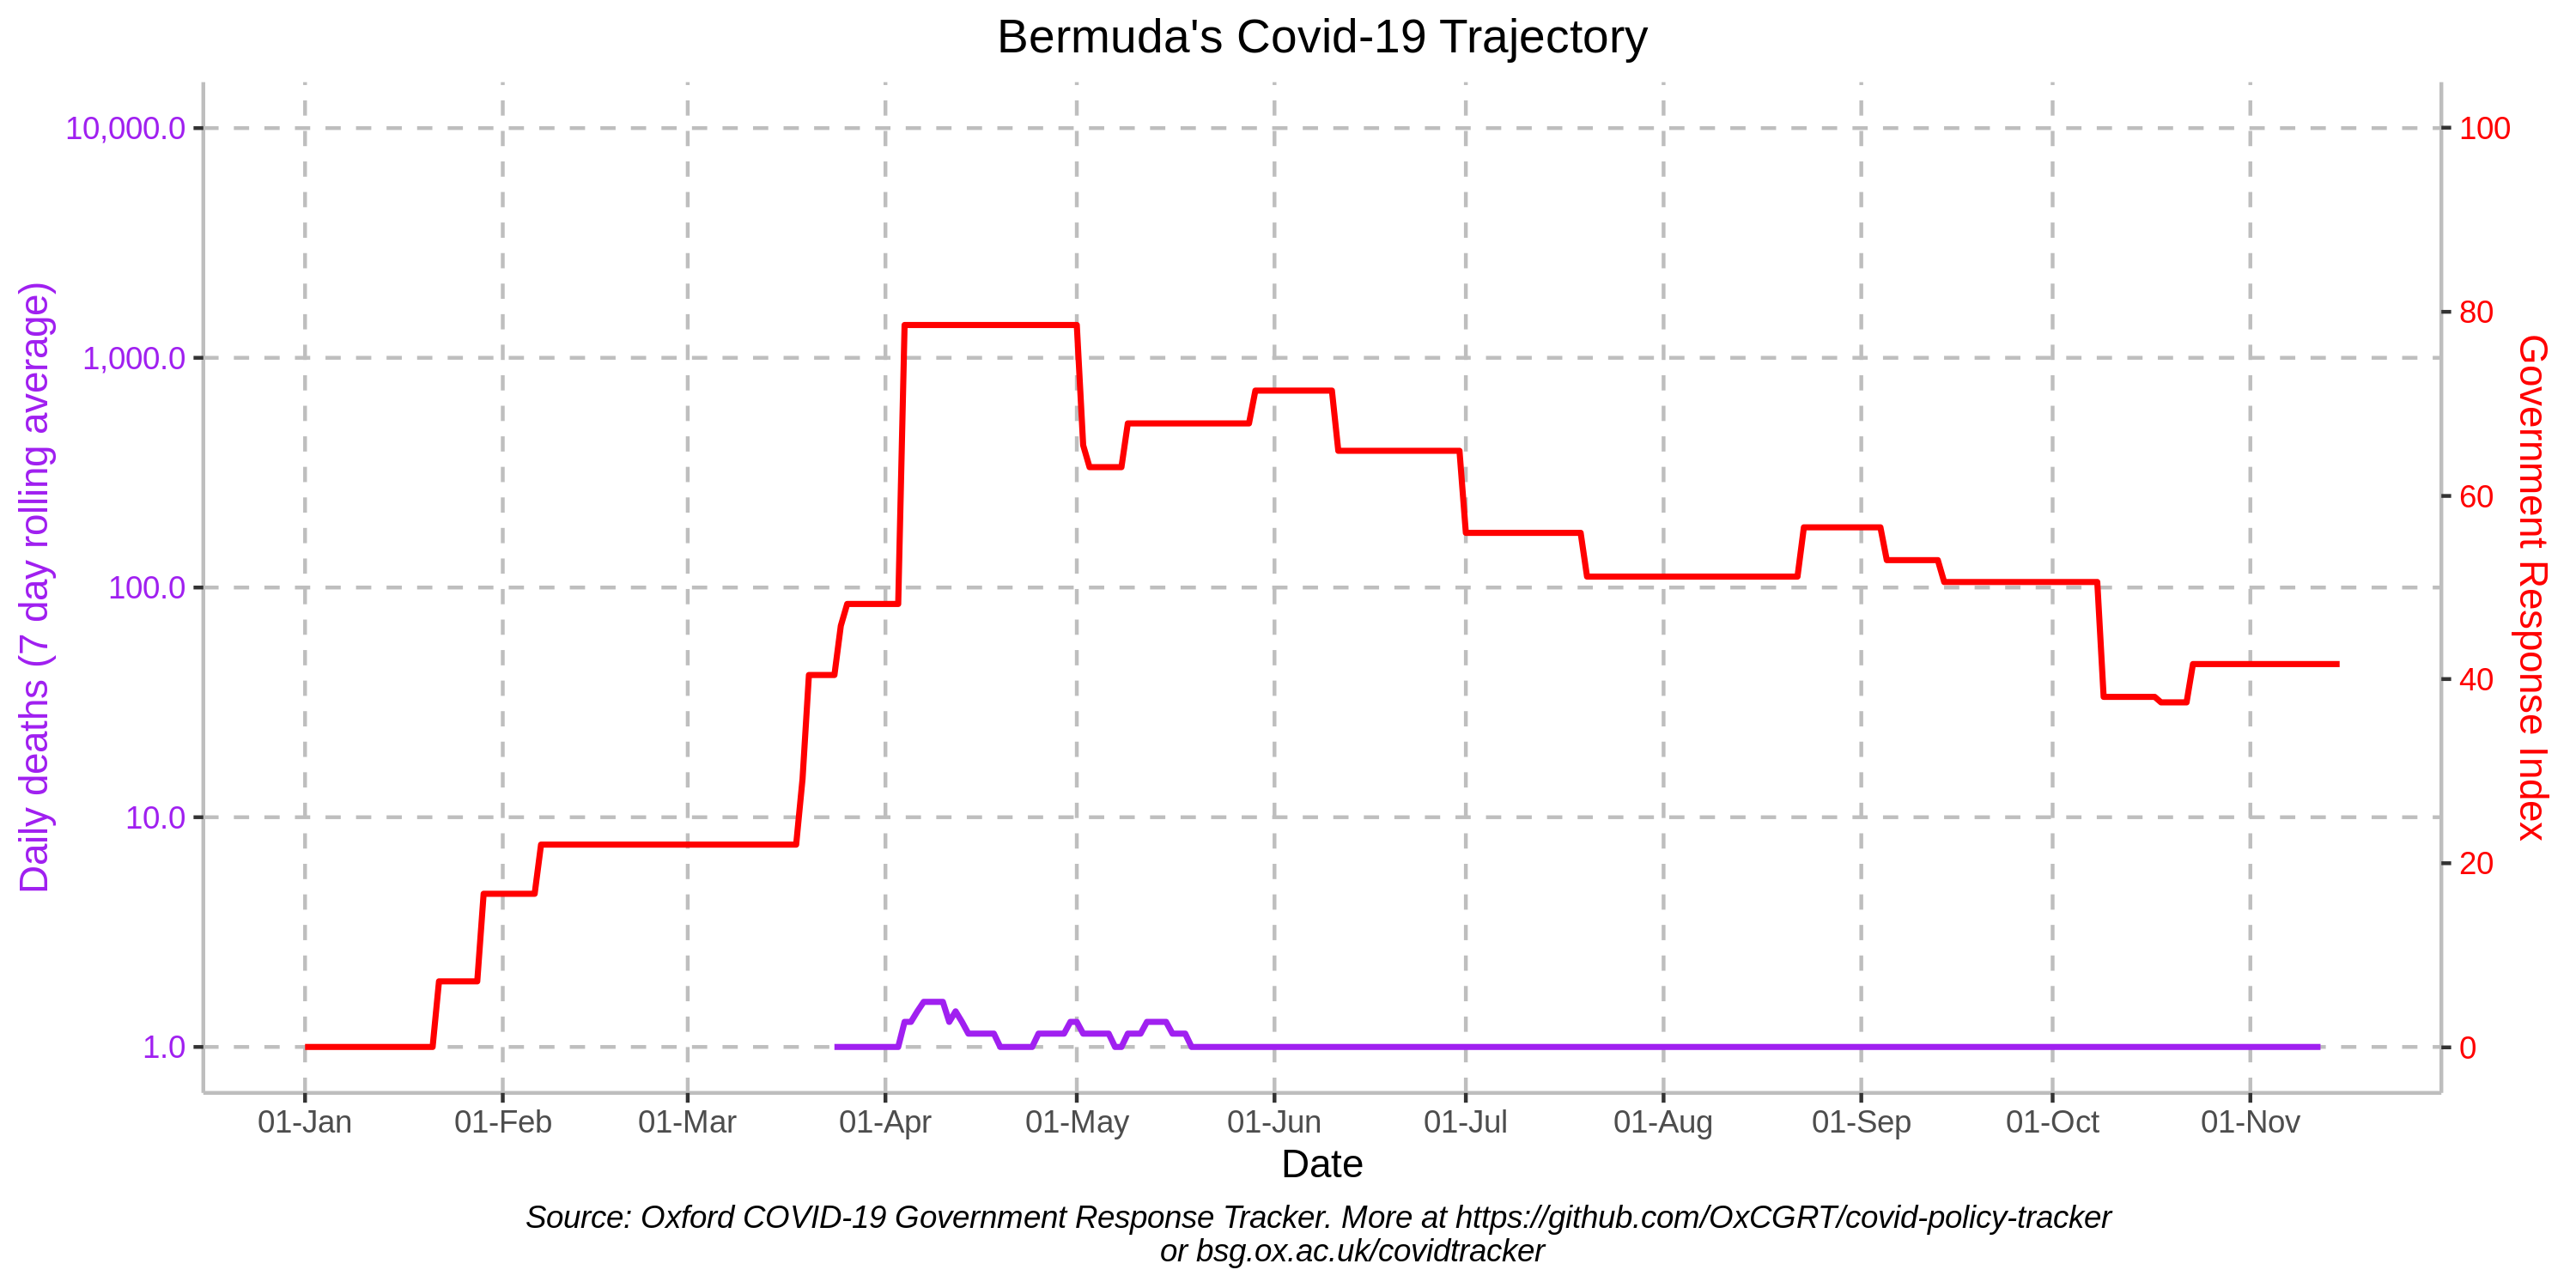 Bermuda's Covid-19 Trajectory
10,000.0
1,000.0
100.0
10.0
1.0
Daily deaths (7 day rolling average)
100
80
60
40
20
0
Government Response Index
01-Jan 01-Feb 01-Mar 01-Apr 01-May 01-Jun 01-Jul 01-Aug 01-Sep 01-Oct 01-Nov
Date
Source: Oxford COVID-19 Government Response Tracker. More at https://github.com/OxCGRT/covid-policy-tracker
or bsg.ox.ac.uk/covidtracker